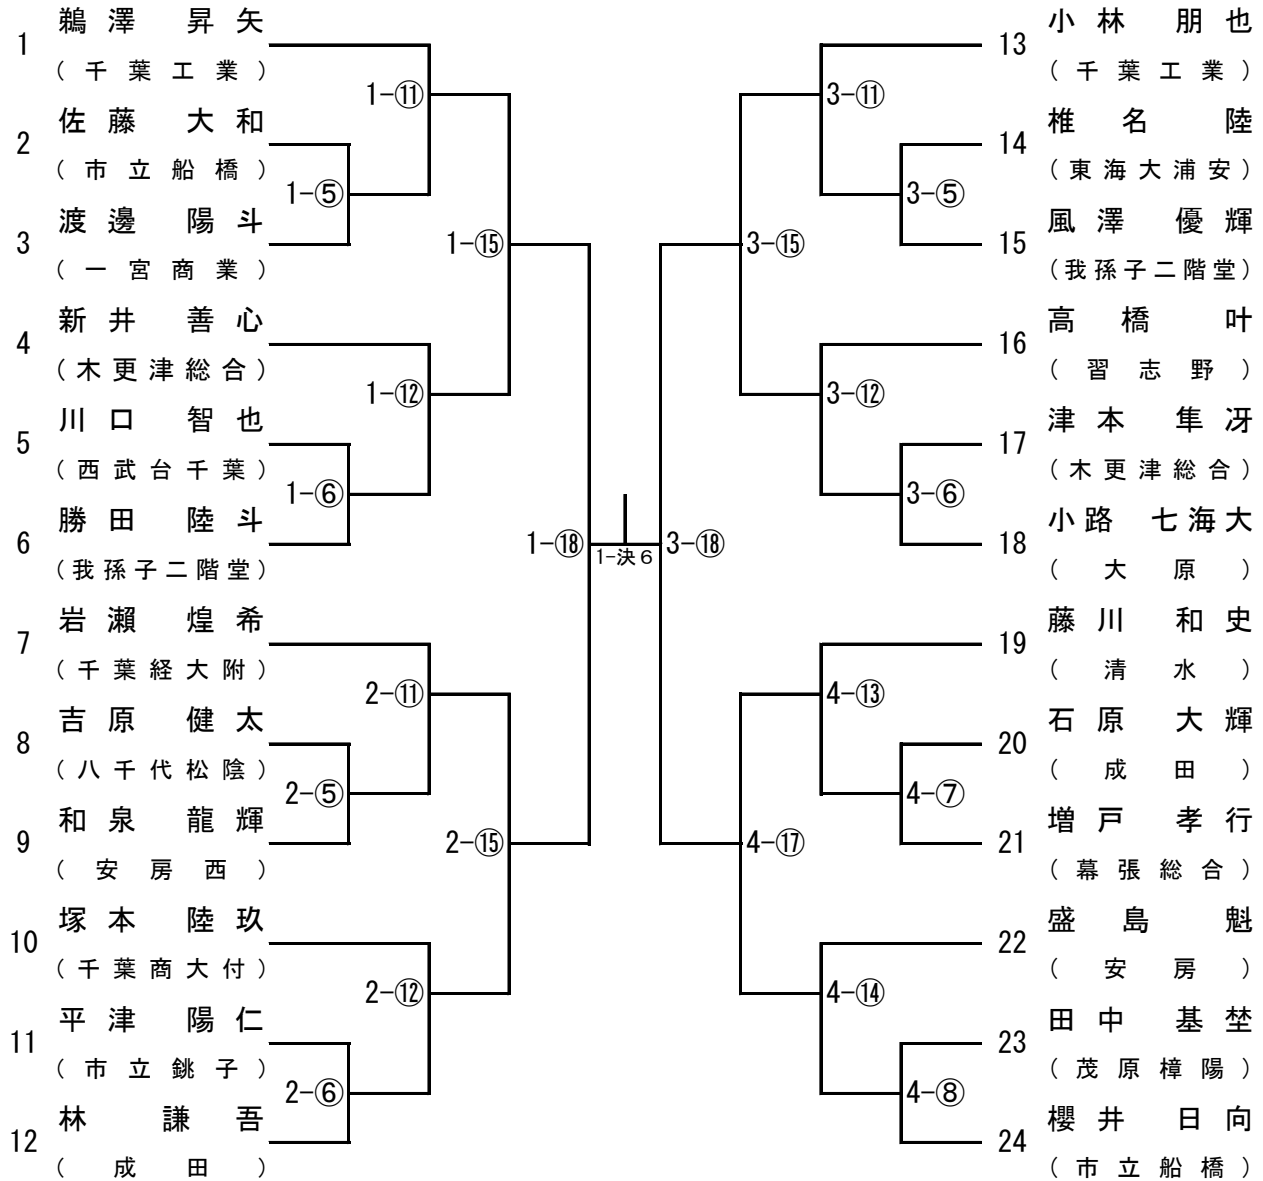 1 鵜澤 昇矢
(千葉工業)
1-⑪
2 佐藤 大和
(市立船橋)
1-⑤
3 渡邊 陽斗
(一宮商業)
1-⑮
4 新井 善心
(木更津総合)
1-⑫
5 川口 智也
(西武台千葉)
1-⑥
6 勝田 陸斗
(我孫子二階堂)
1-⑱
1-決6
7 岩瀬 煌希
(千葉経大附)
2-⑪
8 吉原 健太
(八千代松陰)
2-⑤
9 和泉 龍輝
(安房西)
2-⑮
10 塚本 陸玖
(千葉商大付)
2-⑫
11 平津 陽仁
(市立銚子)
2-⑥
12 林 謙吾
(成田)
13 小林 朋也
(千葉工業)
3-⑪
14 椎名 陸
(東海大浦安)
3-⑤
15 風澤 優輝
(我孫子二階堂)
3-⑮
16 高橋 叶
(習志野)
3-⑫
17 津本 隼冴
(木更津総合)
3-⑥
18 小路 七海大
(大原)
3-⑱
19 藤川 和史
(清水)
4-⑬
20 石原 大輝
(成田)
4-⑦
21 増戸 孝行
(幕張総合)
4-⑰
22 盛島 魁
(安房)
4-⑭
23 田中 基埜
(茂原樟陽)
4-⑧
24 櫻井 日向
(市立船橋)